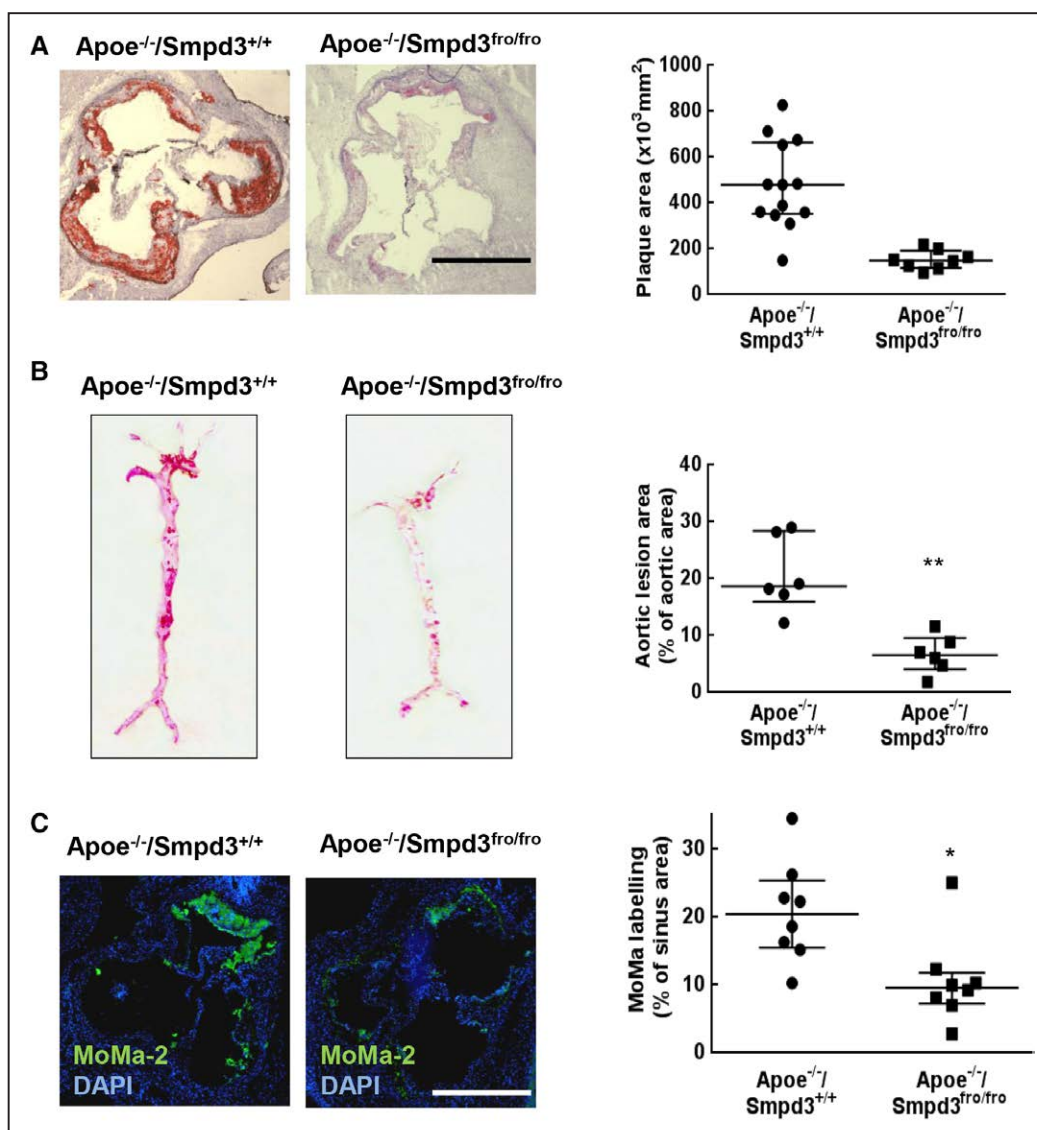 A
Apoe-/-/Smpd3+/+
Apoe-/-/Smpd3fro/fro
Plaque area (x10³mm²)
1000
800
600
400
200
0
Apoe-/-/
Smpd3+/+
Apoe-/-/
Smpd3fro/fro
B
Apoe-/-/Smpd3+/+
Apoe-/-/Smpd3fro/fro
Aortic lesion area
(% of aortic area)
40
30
20
10
0
**
Apoe-/-/
Smpd3+/+
Apoe-/-/
Smpd3fro/fro
C
Apoe-/-/Smpd3+/+
Apoe-/-/Smpd3fro/fro
MoMa-2
DAPI
MoMa-2
DAPI
MoMa labelling
(% of sinus area)
30
20
10
0
*
Apoe-/-/
Smpd3+/+
Apoe-/-/
Smpd3fro/fro